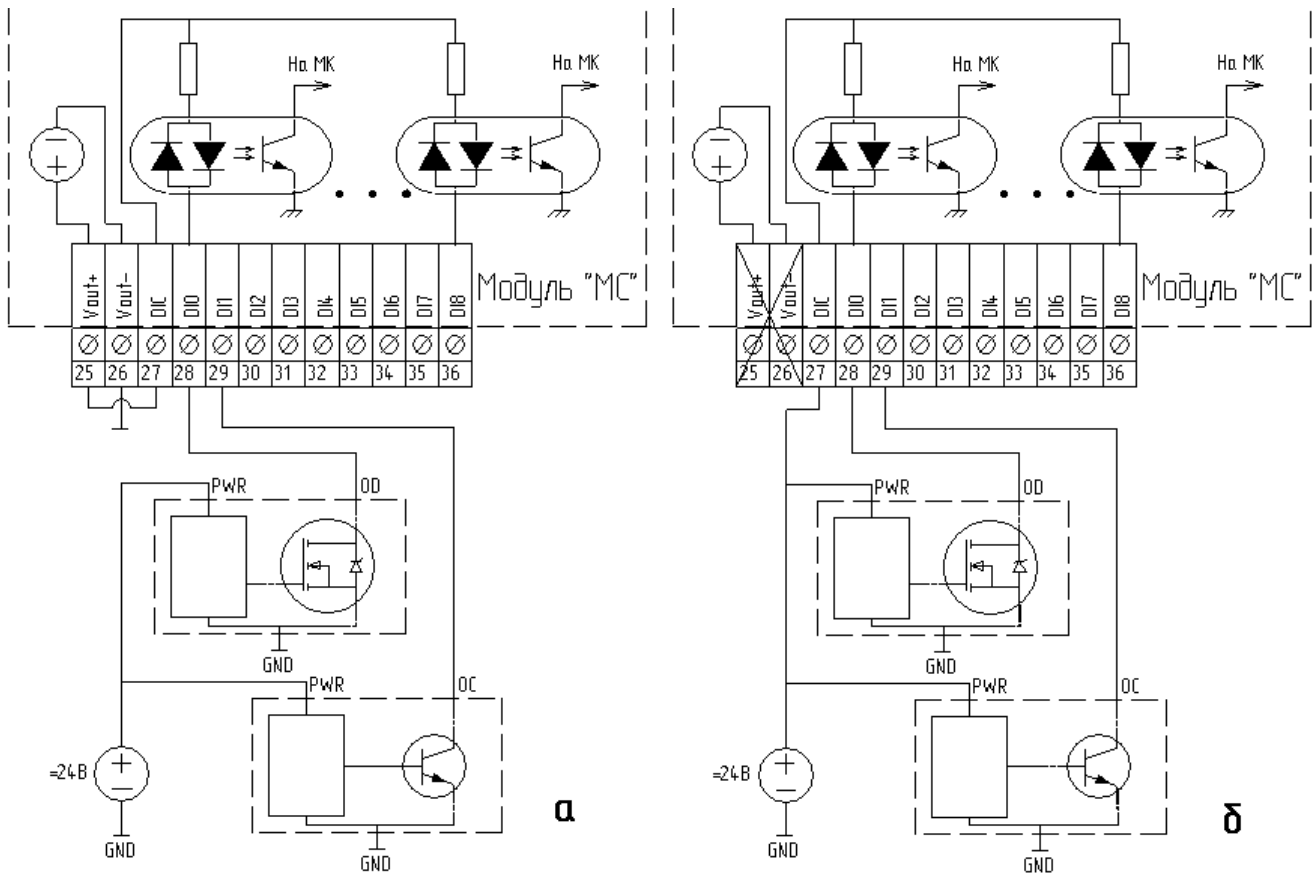 На МК
На МК
Vout+
Vout-
DIC
DI0
DI1
DI2
DI3
DI4
DI5
DI6
DI7
DI8
Модуль "МС"
25 26 27 28 29 30 31 32 33 34 35 36
PWR
OD
GND
PWR
OC
=24В
GND
GND
а
На МК
На МК
Vout+
Vout-
DIC
DI0
DI1
DI2
DI3
DI4
DI5
DI6
DI7
DI8
Модуль "МС"
25 26 27 28 29 30 31 32 33 34 35 36
PWR
OD
GND
PWR
OC
=24В
GND
GND
б